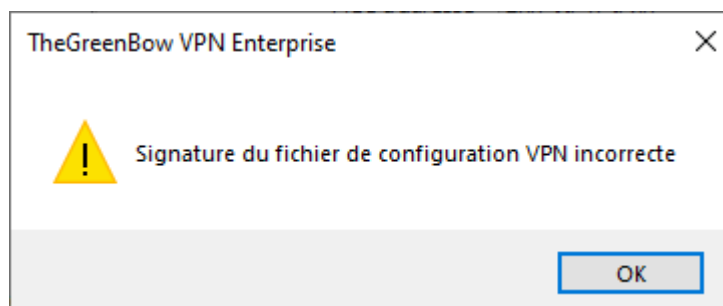 TheGreenBow VPN Enterprise
Signature du fichier de configuration VPN incorrecte
OK